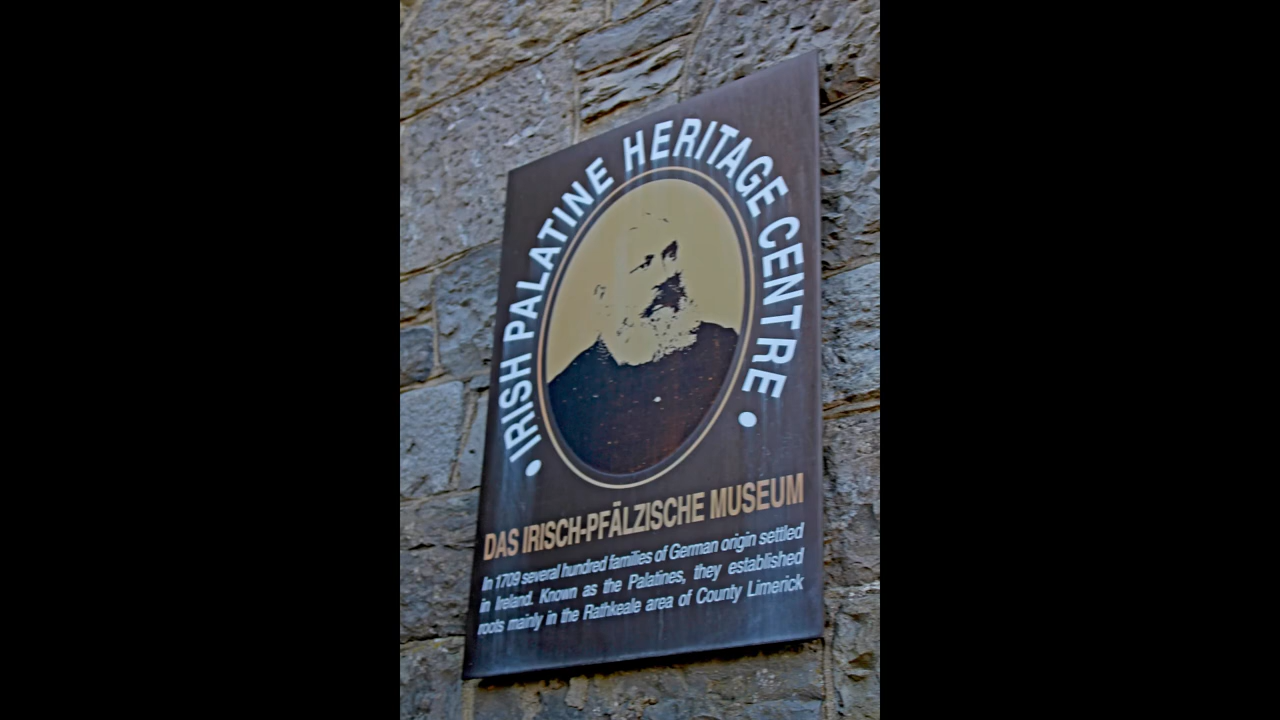 • IRISH PALATINE HERITAGE CENTRE •
DAS IRISCH-PFÄLZISCHE MUSEUM
In 1709 several hundred families of German origin settled
in Ireland. Known as the Palatines, they established
roots mainly in the Rathkeale area of County Limerick